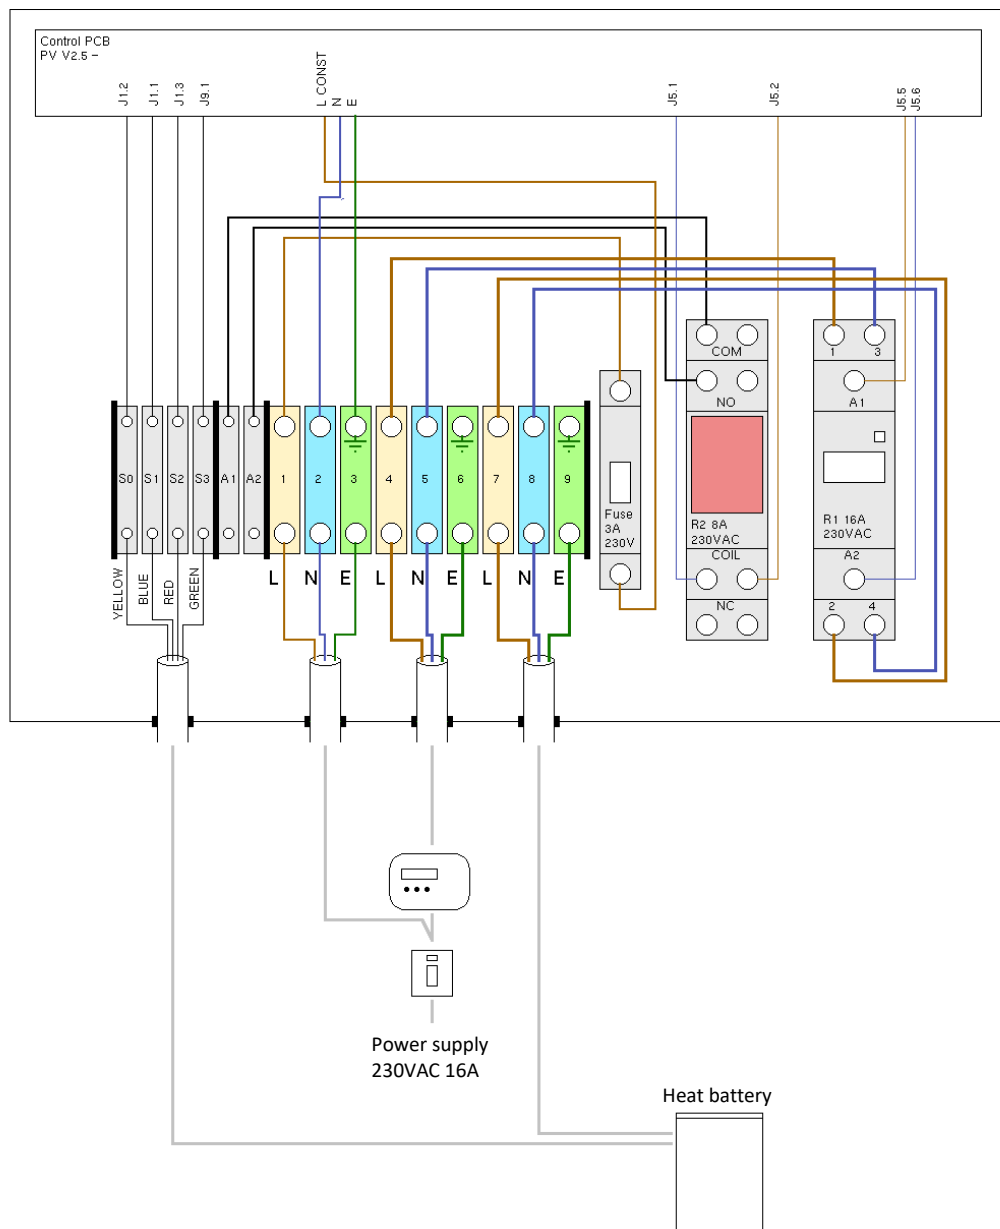 Control PCB
PV V2.5 -
J1.2
J1.1
J1.3
J9.1
L CONST
N
E
J5.1
J5.2
J5.5
J5.6
COM
NO
1
3
A1
S0
S1
S2
S3
A1
A2
1
2
3
4
5
6
7
8
9
Fuse
3A
230V
R2 8A
230VAC
COIL
NC
R1 16A
230VAC
A2
2
4
YELLOW
BLUE
RED
GREEN
L
N
E
L
N
E
L
N
E
Power supply
230VAC 16A
Heat battery